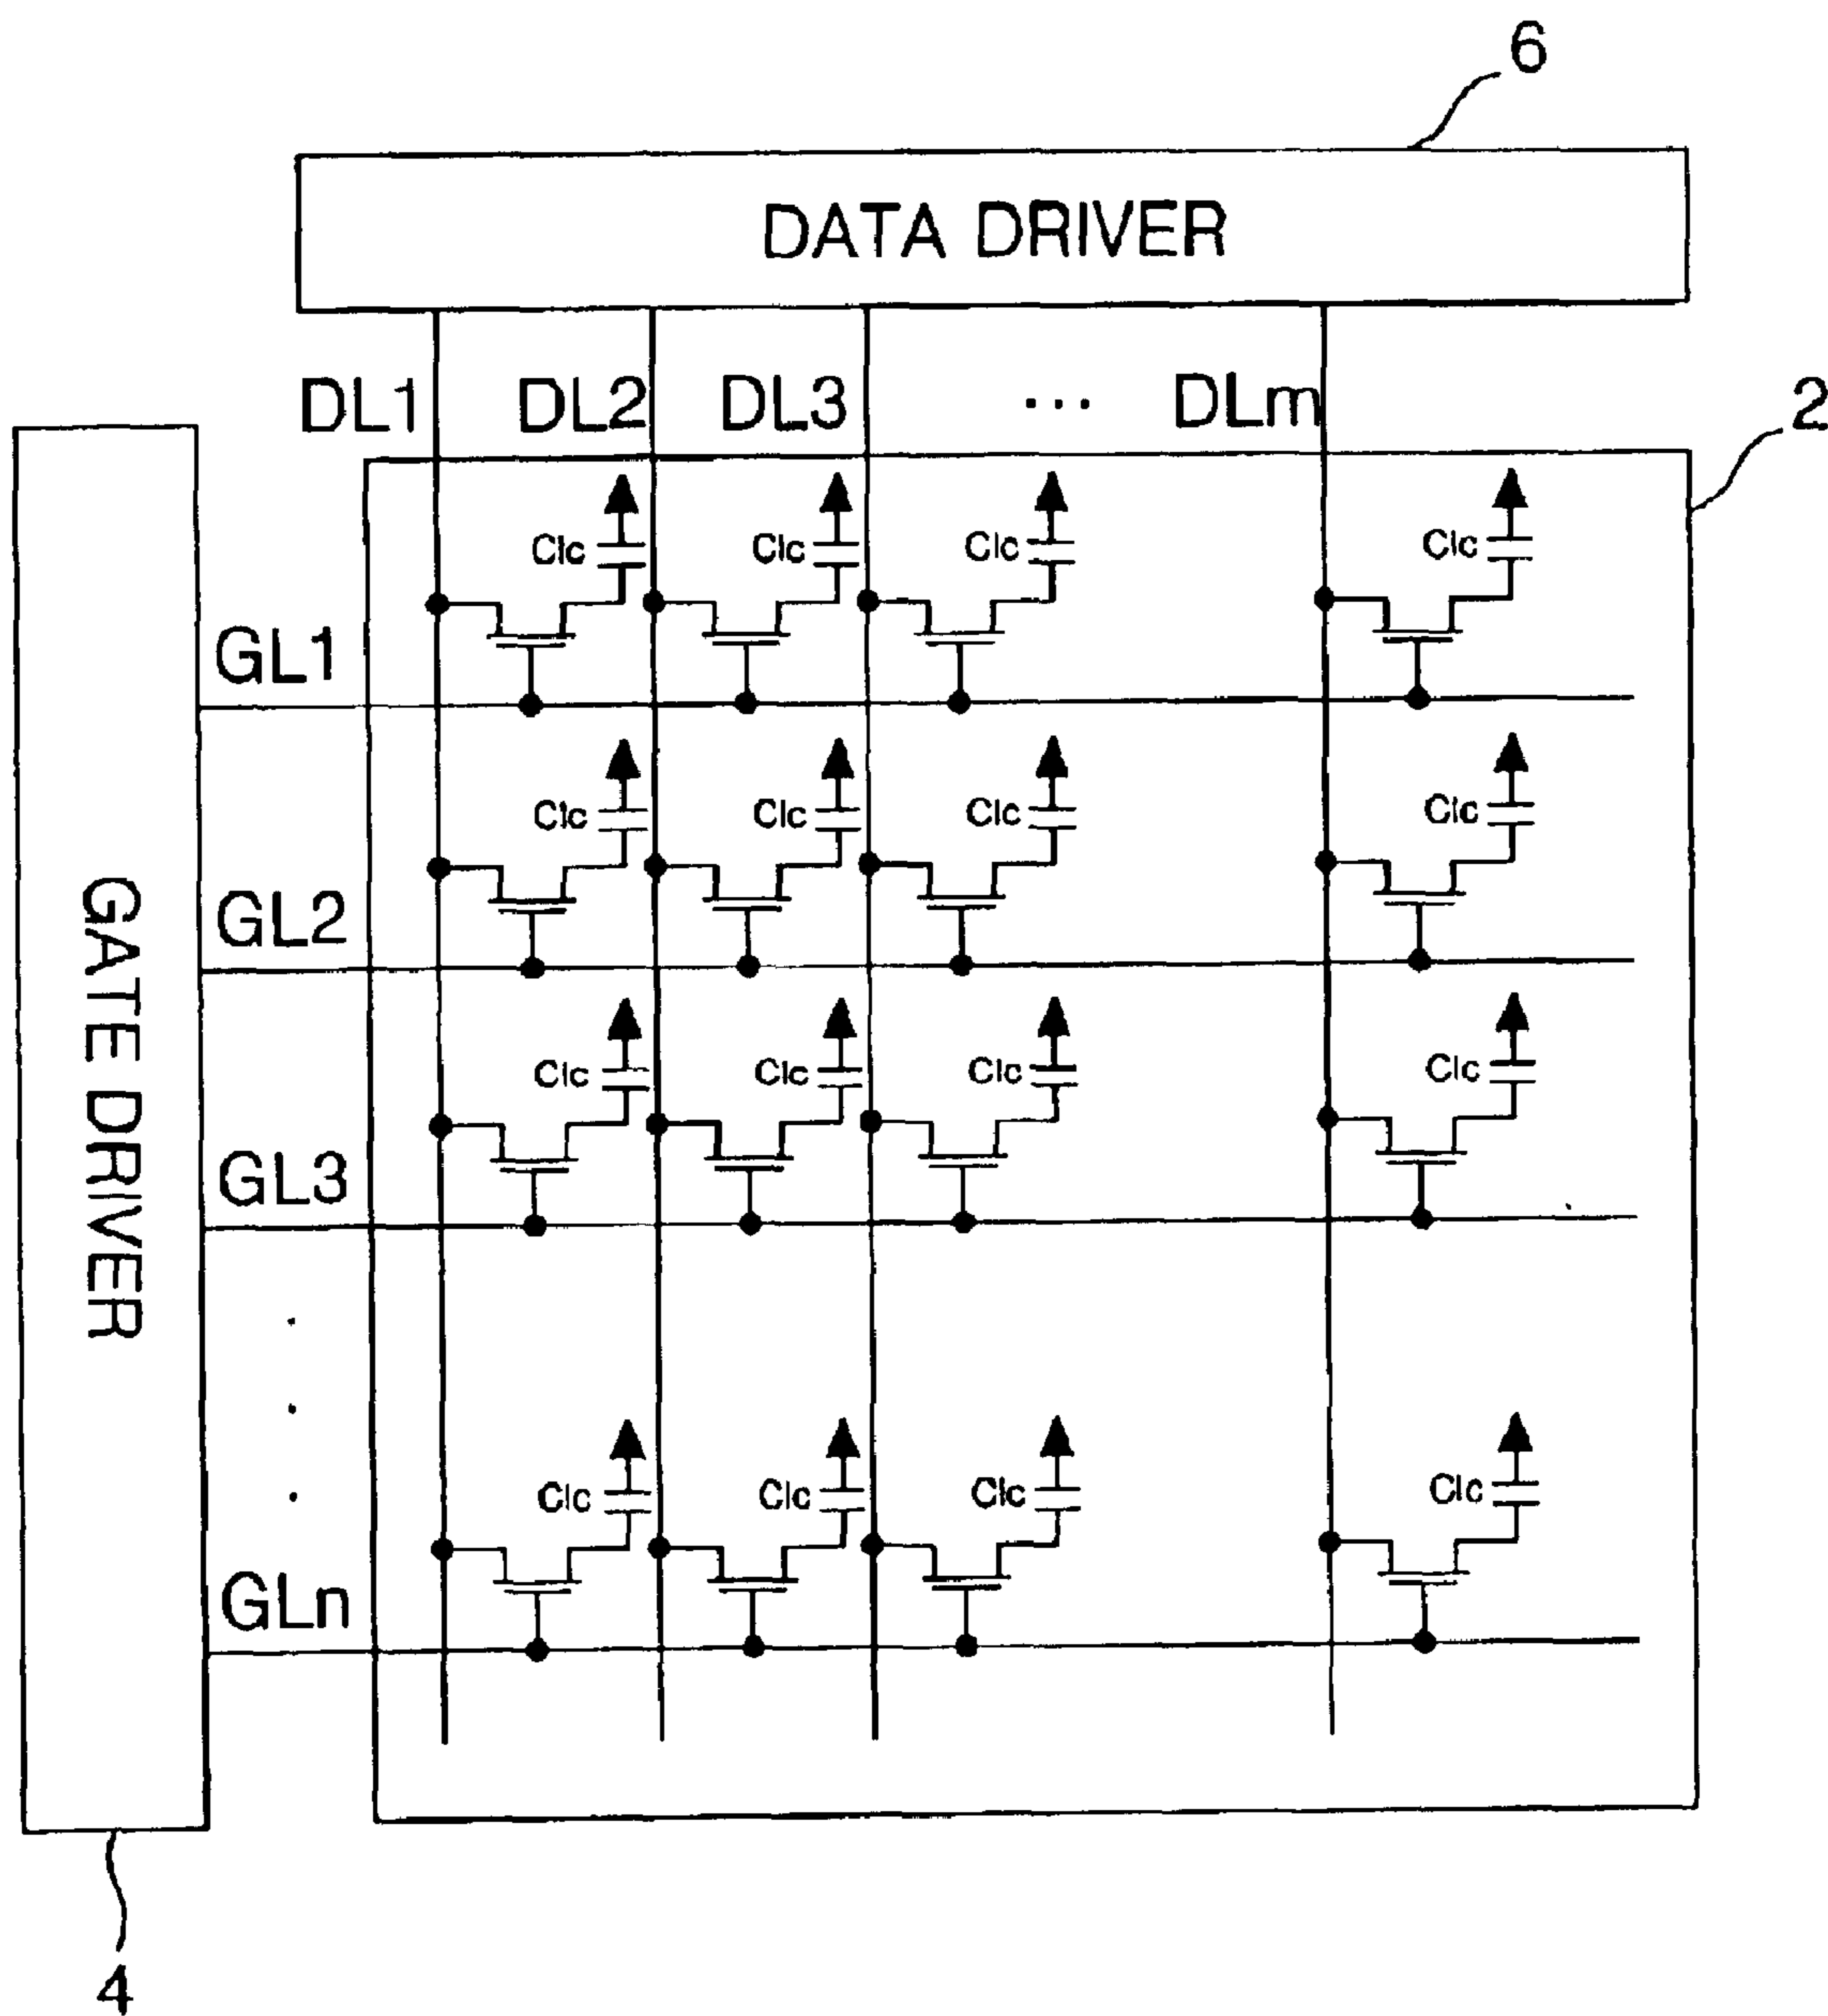 6
DATA DRIVER
DL1 DL2 DL3 ... DLm
2
Clc Clc Clc Clc
GL1
Clc Clc Clc Clc
GL2
Clc Clc Clc Clc
GL3
GATE DRIVER
Clc Clc Clc Clc
GLn
4